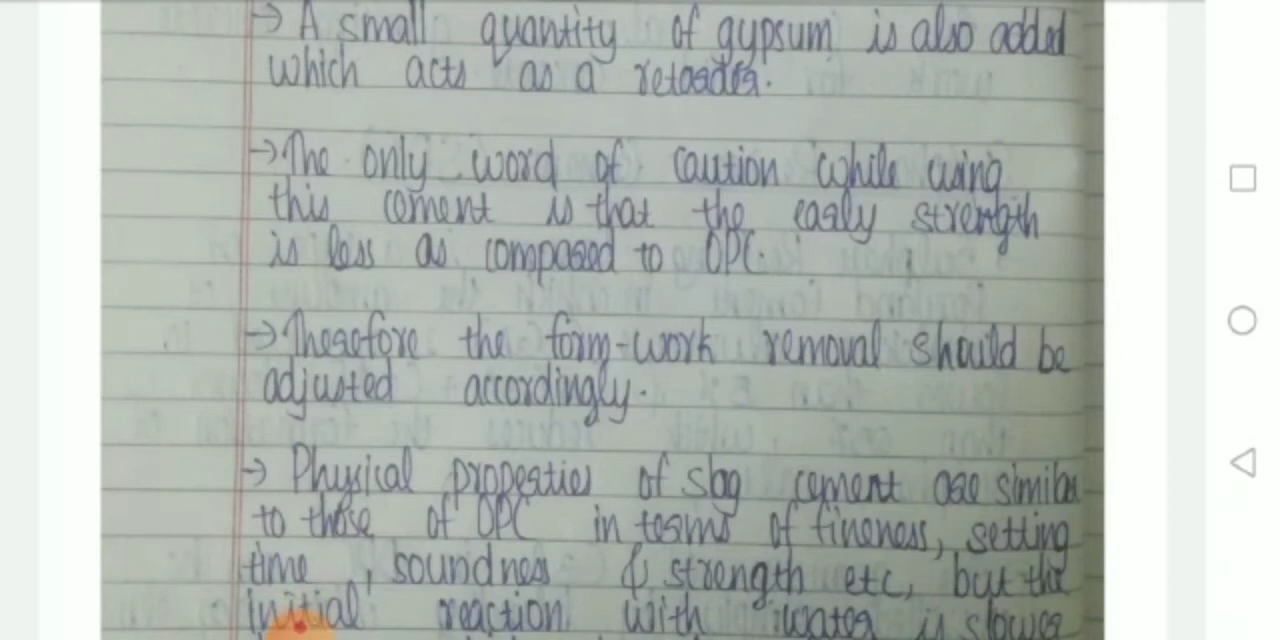 → A small quantity of gypsum is also added
which acts as a retarder.
→ The only word of caution while using
this cement is that the early strength
is less as compared to OPC.
→ Therefore the form-work removal should be
adjusted accordingly.
→ Physical properties of slag cement are similar
to those of OPC in terms of fineness, setting
time, soundness & strength etc, but the
initial reaction with water is slower